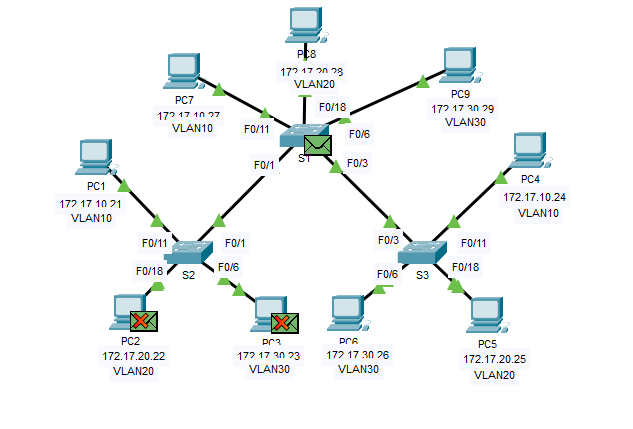 PC8
172.17.20.28
VLAN20
PC7
172.17.10.27
VLAN10
PC9
172.17.30.29
VLAN30
F0/11
F0/18
F0/6
F0/1
S1
F0/3
PC1
172.17.10.21
VLAN10
PC4
172.17.10.24
VLAN10
F0/11
F0/1
F0/18
F0/6
S2
F0/3
F0/11
F0/6
F0/18
S3
PC2
172.17.20.22
VLAN20
PC3
172.17.30.23
VLAN30
PC6
172.17.30.26
VLAN30
PC5
172.17.20.25
VLAN20